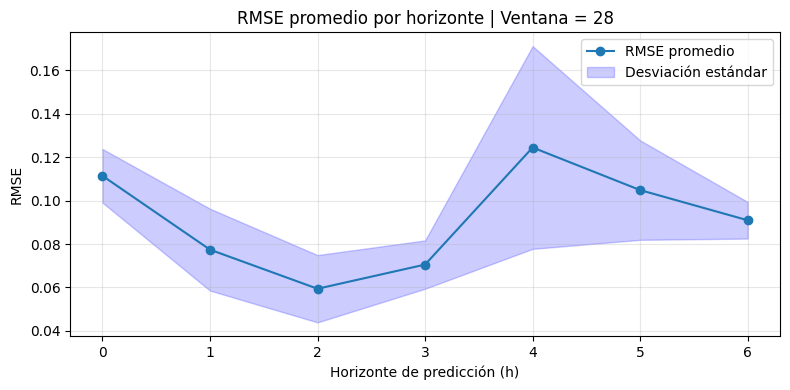 RMSE promedio por horizonte | Ventana = 28
RMSE promedio
Desviación estándar
RMSE
0.16
0.14
0.12
0.10
0.08
0.06
0.04
0 1 2 3 4 5 6
Horizonte de predicción (h)